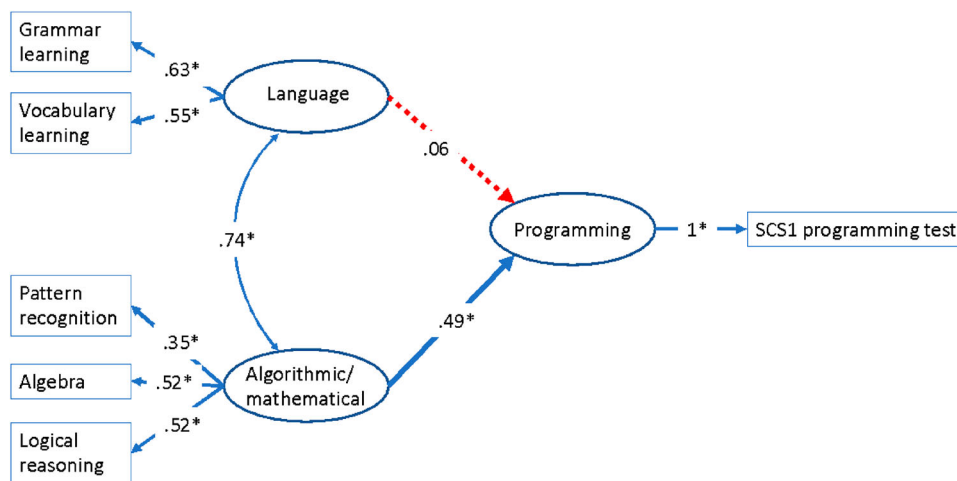 Grammar
learning
.63*
Vocabulary
learning
.55*
Language
.06
.74*
Programming
1*
SCS1 programming test
Pattern
recognition
.35*
Algebra
.52*
Logical
reasoning
.52*
Algorithmic/
mathematical
.49*